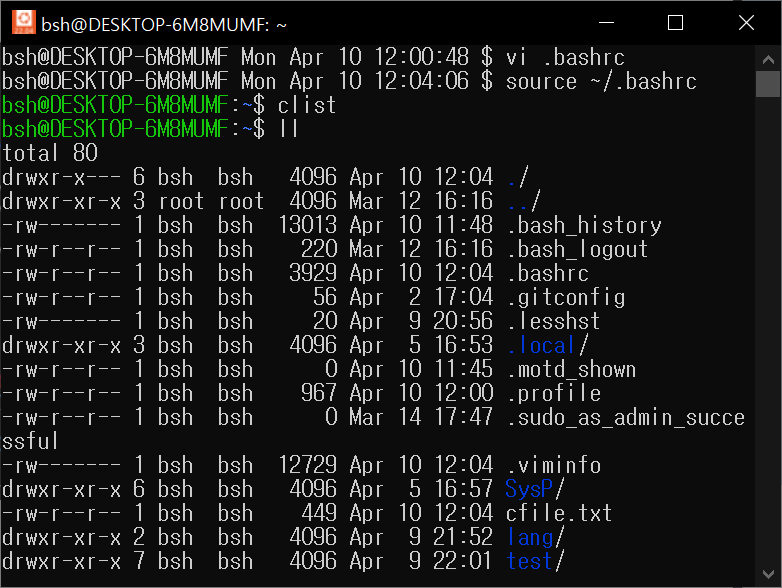 bsh@DESKTOP-6M8MUMF: ~
bsh@DESKTOP-6M8MUMF Mon Apr 10 12:00:48 $ vi .bashrc
bsh@DESKTOP-6M8MUMF Mon Apr 10 12:04:06 $ source ~/.bashrc
bsh@DESKTOP-6M8MUMF:~$ clist
bsh@DESKTOP-6M8MUMF:~$ ll
total 80
drwxr-x--- 6 bsh  bsh   4096 Apr 10 12:04 ./
drwxr-xr-x 3 root root  4096 Mar 12 16:16 ../
-rw------- 1 bsh  bsh  13013 Apr 10 11:48 .bash_history
-rw-r--r-- 1 bsh  bsh    220 Mar 12 16:16 .bash_logout
-rw-r--r-- 1 bsh  bsh   3929 Apr 10 12:04 .bashrc
-rw-r--r-- 1 bsh  bsh     56 Apr  2 17:04 .gitconfig
-rw------- 1 bsh  bsh     20 Apr  9 20:56 .lesshst
drwxr-xr-x 3 bsh  bsh   4096 Apr  5 16:53 .local/
-rw-r--r-- 1 bsh  bsh      0 Apr 10 11:45 .motd_shown
-rw-r--r-- 1 bsh  bsh    967 Apr 10 12:00 .profile
-rw-r--r-- 1 bsh  bsh      0 Mar 14 17:47 .sudo_as_admin_succe
ssful
-rw------- 1 bsh  bsh  12729 Apr 10 12:04 .viminfo
drwxr-xr-x 6 bsh  bsh   4096 Apr  5 16:57 SysP/
-rw-r--r-- 1 bsh  bsh    449 Apr 10 12:04 cfile.txt
drwxr-xr-x 2 bsh  bsh   4096 Apr  9 21:52 lang/
drwxr-xr-x 7 bsh  bsh   4096 Apr  9 22:01 test/